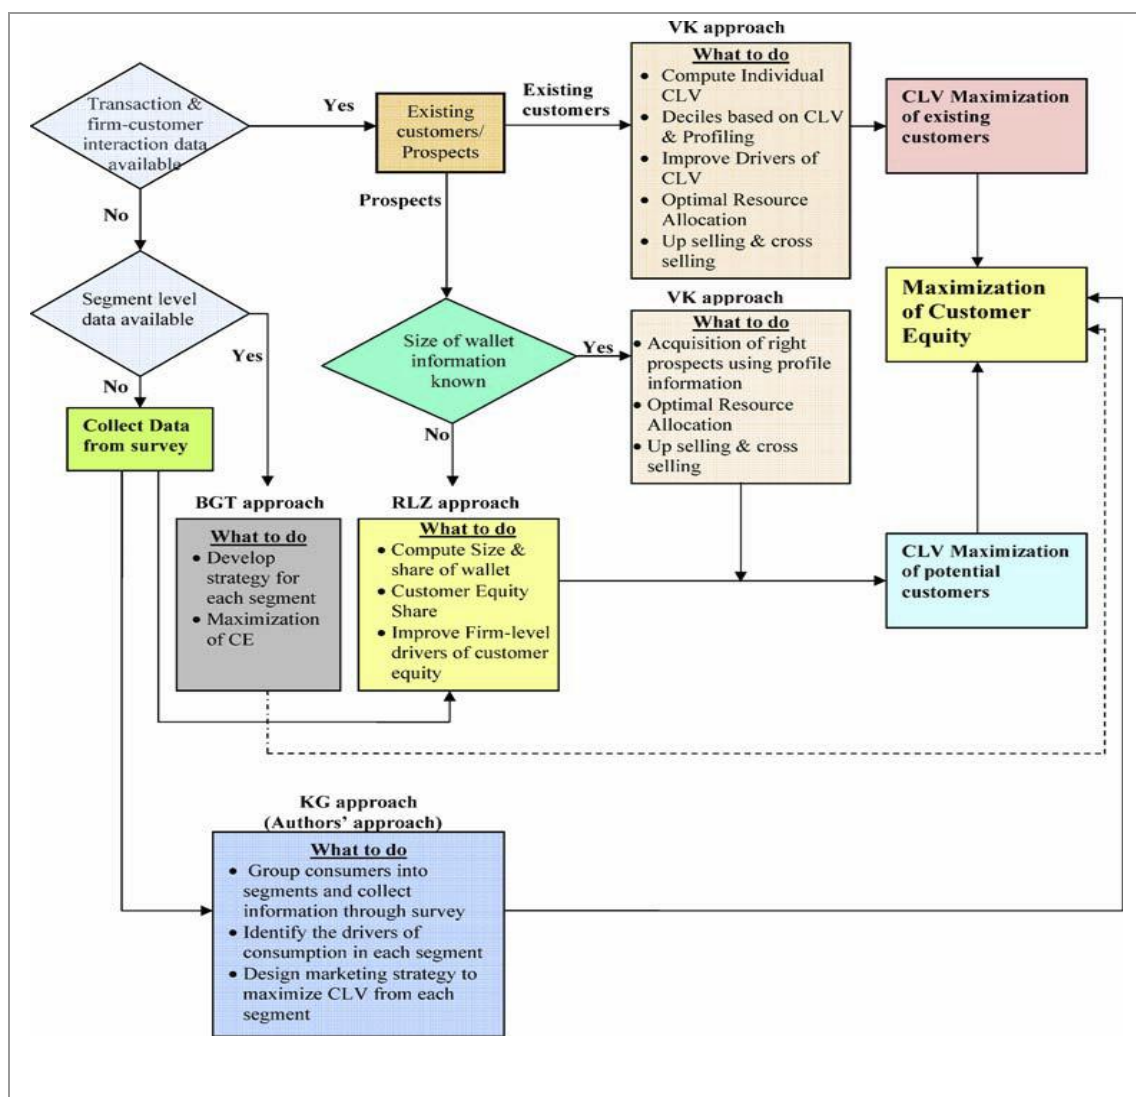 VK approach
What to do
• Compute Individual
CLV
• Deciles based on CLV
& Profiling
• Improve Drivers of
CLV
• Optimal Resource
Allocation
• Up selling & cross
selling
Transaction &
firm-customer
interaction data
available
Yes
Existing
customers/
Prospects
Existing
customers
CLV Maximization
of existing
customers
No
Prospects
Segment level
data available
Yes
No
Maximization
of Customer
Equity
VK approach
What to do
• Acquisition of right
prospects using profile
information
• Optimal Resource
Allocation
• Up selling & cross
selling
Size of wallet
information
known
Yes
No
Collect Data
from survey
BGT approach
What to do
• Develop
strategy for
each segment
• Maximization
of CE
RLZ approach
What to do
• Compute Size &
share of wallet
• Customer Equity
Share
• Improve Firm-level
drivers of customer
equity
CLV Maximization
of potential
customers
KG approach
(Authors' approach)
What to do
• Group consumers into
segments and collect
information through survey
• Identify the drivers of
consumption in each segment
• Design marketing strategy to
maximize CLV from each
segment